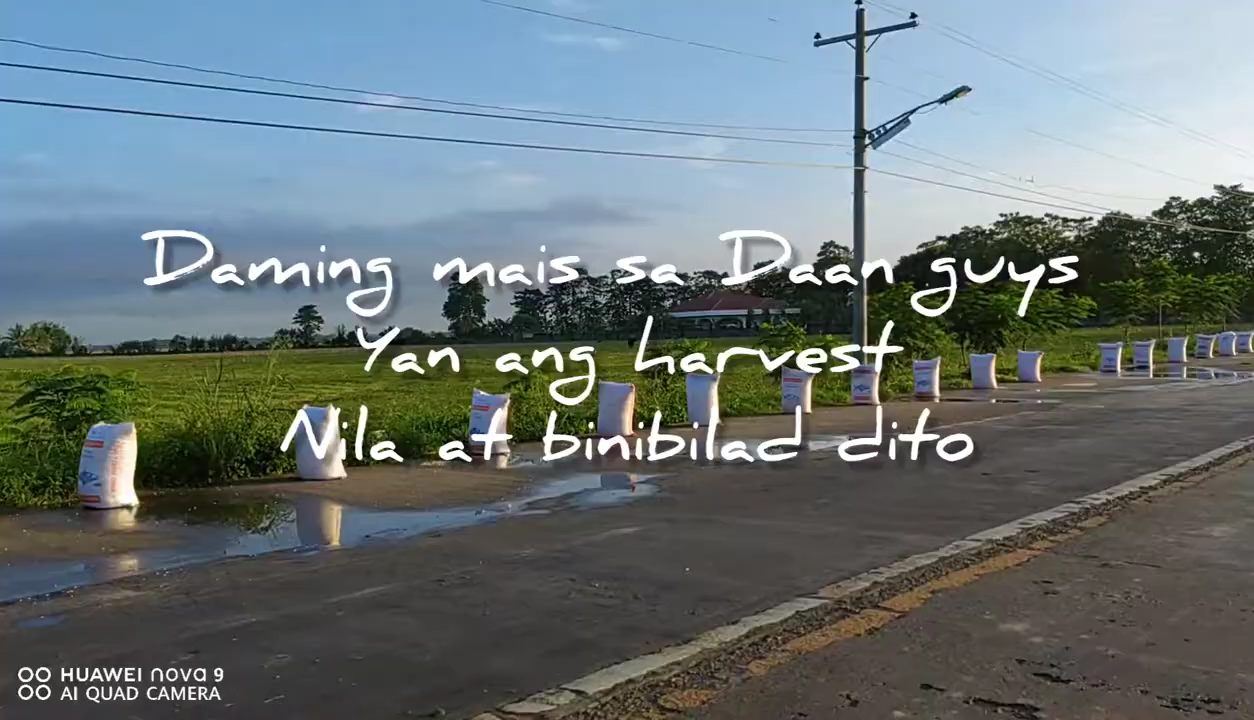 Daming mais sa Daan guys
Yan ang harvest
Nila at binibilad dito
HUAWEI nova 9
AI QUAD CAMERA